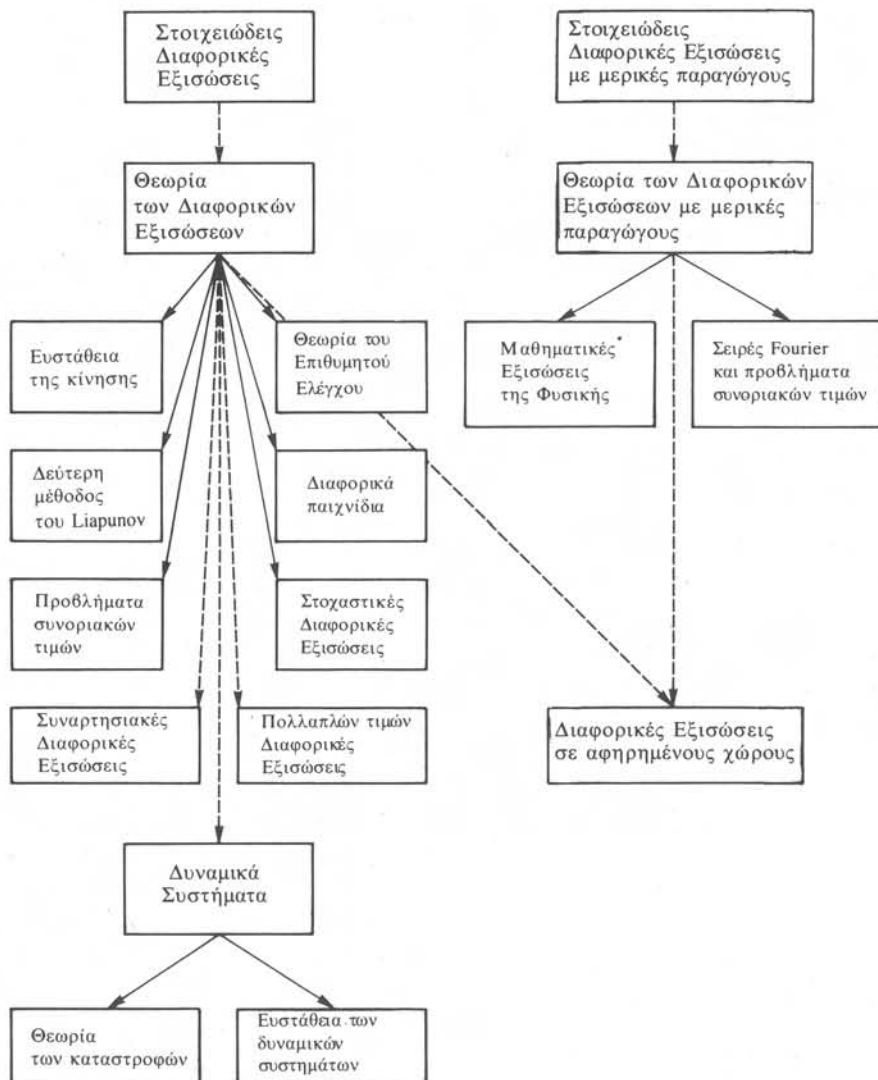 Στοιχειώδεις
Διαφορικές
Εξισώσεις
Στοιχειώδεις
Διαφορικές Εξισώσεις
με μερικές παραγώγους
Θεωρία
των Διαφορικών
Εξισώσεων
Θεωρία των Διαφορικών
Εξισώσεων με μερικές
παραγώγους
Ευστάθεια
της κίνησης
Θεωρία του
Επιθυμητού
Ελέγχου
Μαθηματικές*
Εξισώσεις
της Φυσικής
Σειρές Fourier
και προβλήματα
συνοριακών τιμών
Δεύτερη
μέθοδος
του Liapunov
Διαφορικά
παιχνίδια
Προβλήματα
συνοριακών
τιμών
Στοχαστικές
Διαφορικές
Εξισώσεις
Συναρτησιακές
Διαφορικές
Εξισώσεις
Πολλαπλών τιμών
Διαφορικές
Εξισώσεις
Διαφορικές Εξισώσεις
σε αφηρημένους χώρους
Δυναμικά
Συστήματα
Θεωρία
των καταστροφών
Ευστάθεια των
δυναμικών
συστημάτων